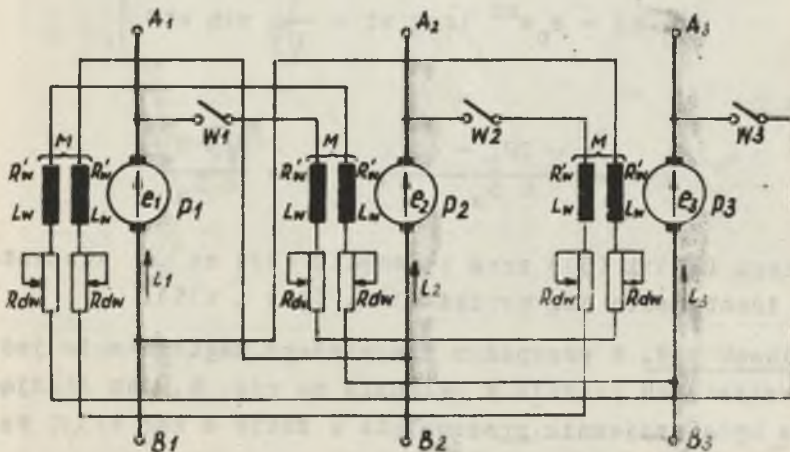 A1 A2 A3
W1 W2 W3
M M M
R'w R'w R'w R'w R'w R'w
e1 p1 e2 p2 e3 p3
Lw Lw Lw Lw Lw Lw
i1 i2 i3
Rdw Rdw Rdw Rdw Rdw Rdw
B1 B2 B3